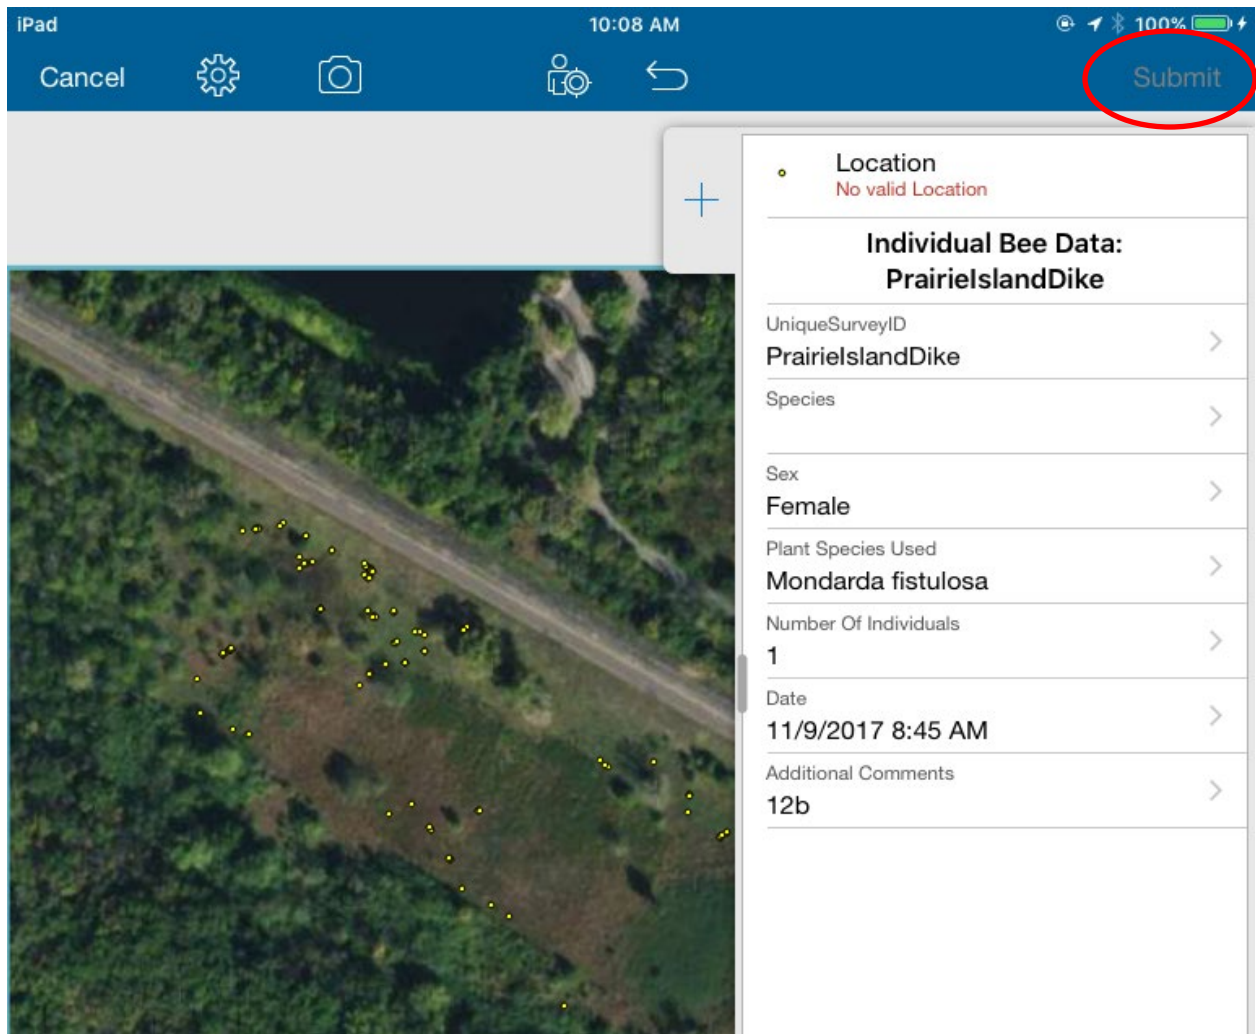 iPad 10:08 AM 100%
Cancel Submit
Location
No valid Location
Individual Bee Data:
PrairieIslandDike
UniqueSurveyID
PrairieIslandDike
Species
Sex
Female
Plant Species Used
Mondarda fistulosa
Number Of Individuals
1
Date
11/9/2017 8:45 AM
Additional Comments
12b